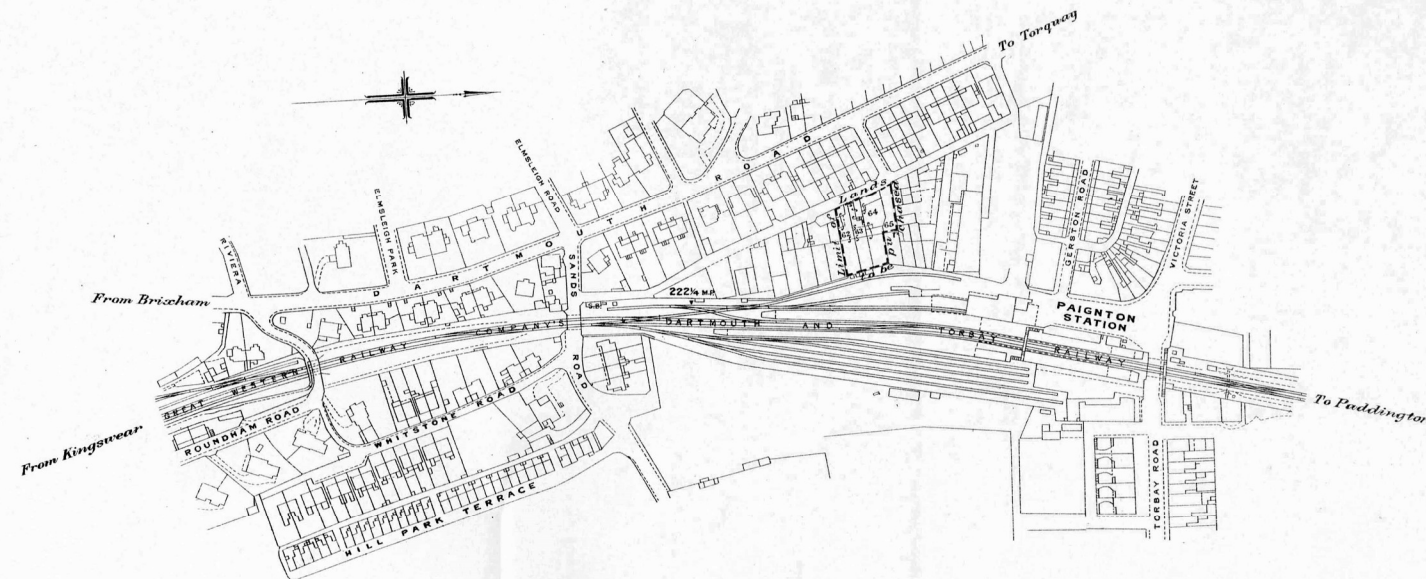 To Torquay
ELMSLEIGH ROAD
ELMSLEIGH PARK
RIVIERA
DARTMOUTH ROAD
SANDS ROAD
Limit of Lands
to be purchased
64
65
GERSTON ROAD
VICTORIA STREET
From Brixham
222¼ M.P.
S.B.
PAIGNTON
STATION
GREAT WESTERN RAILWAY COMPANY'S DARTMOUTH AND TORBAY RAILWAY
To Paddington
From Kingswear
ROUNDHAM ROAD
WHITSTONE ROAD
HILL PARK TERRACE
TORBAY ROAD